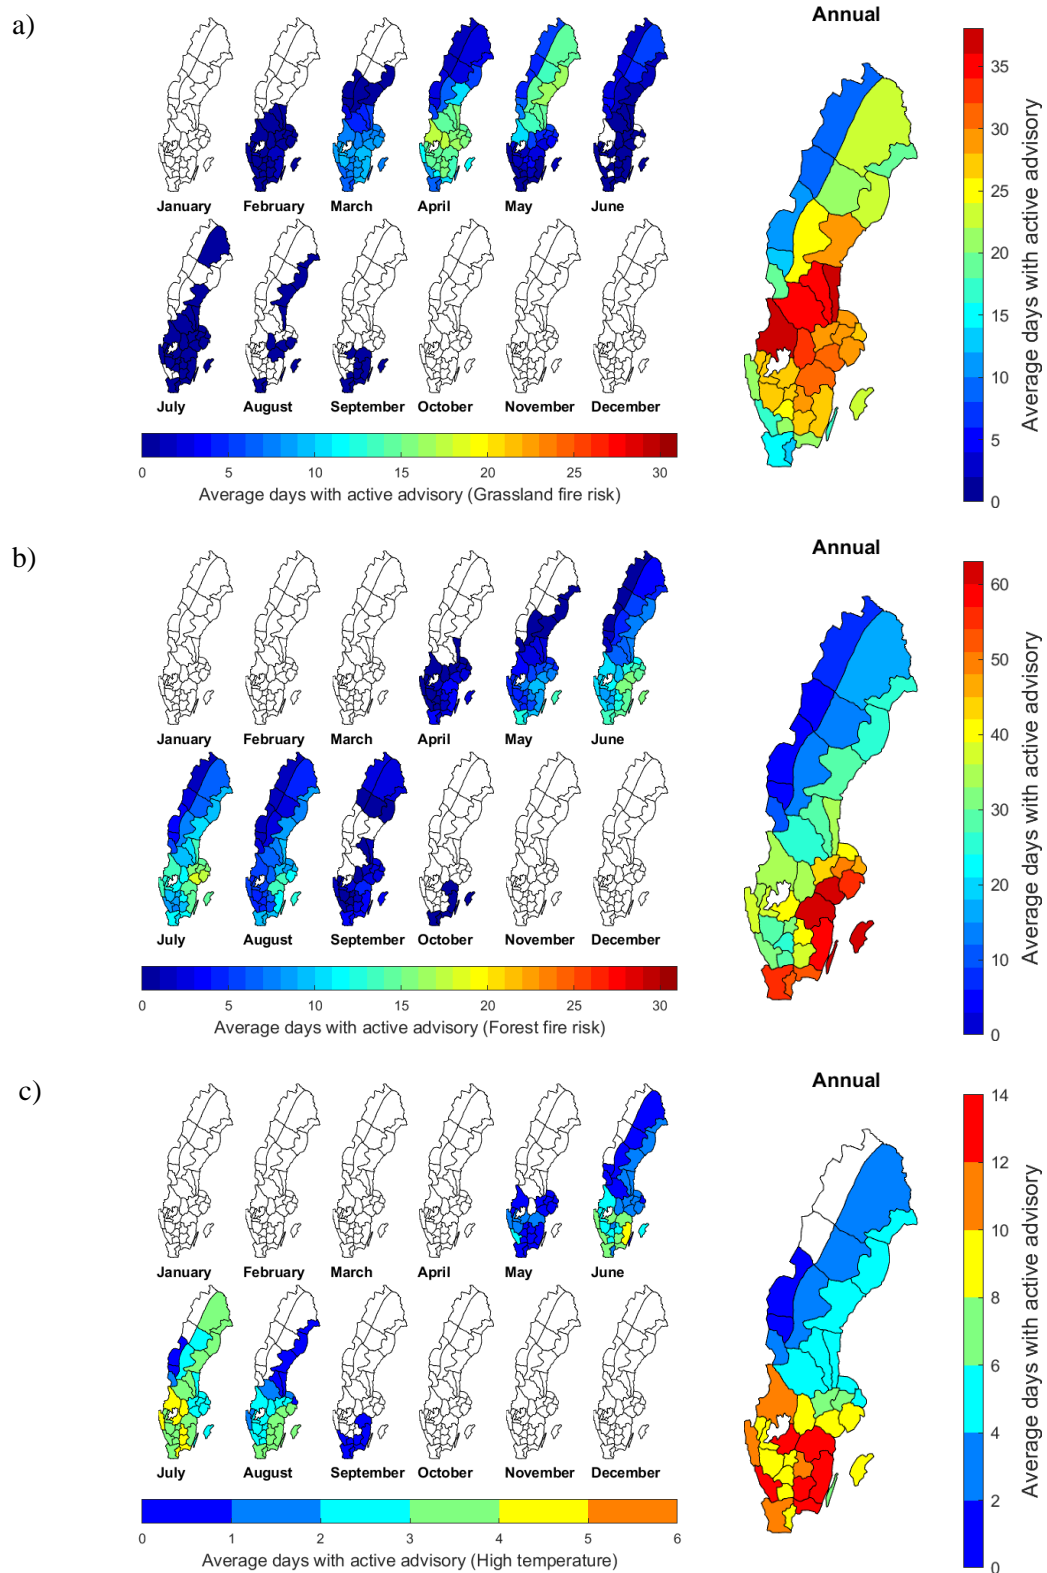 a)
Annual
January February March April May June
July August September October November December
0 5 10 15 20 25 30
Average days with active advisory (Grassland fire risk)
35
30
25
20
15
10
5
0
Average days with active advisory
b)
Annual
January February March April May June
July August September October November December
0 5 10 15 20 25 30
Average days with active advisory (Forest fire risk)
60
50
40
30
20
10
0
Average days with active advisory
c)
Annual
January February March April May June
July August September October November December
0 1 2 3 4 5 6
Average days with active advisory (High temperature)
14
12
10
8
6
4
2
0
Average days with active advisory